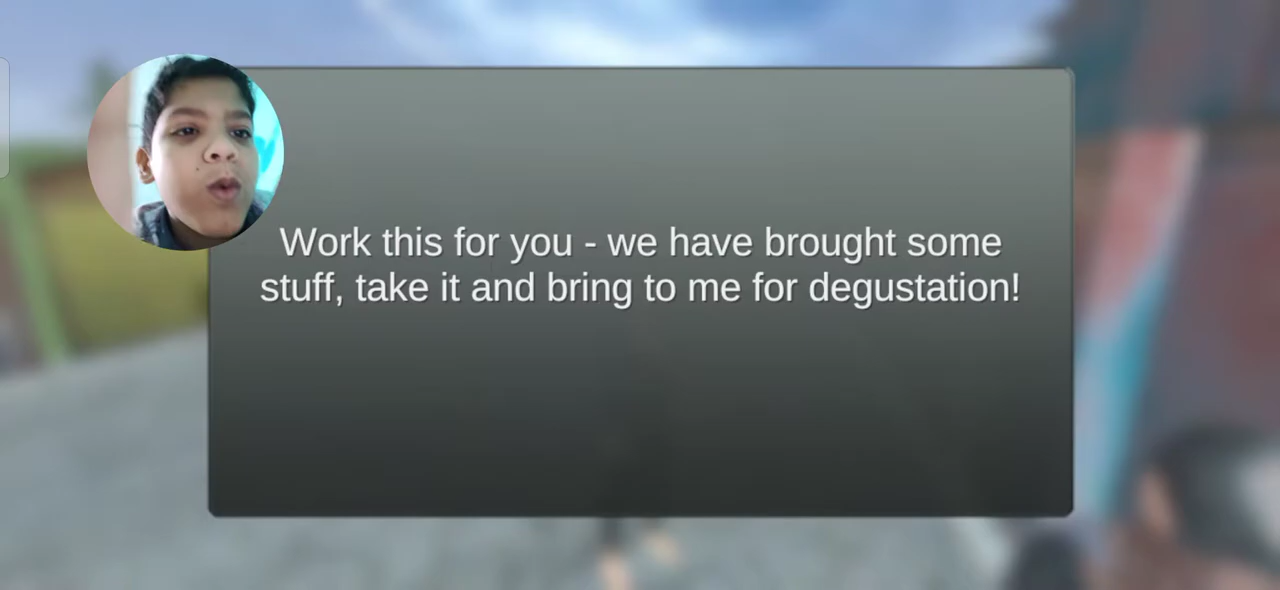 Work this for you - we have brought some
stuff, take it and bring to me for degustation!